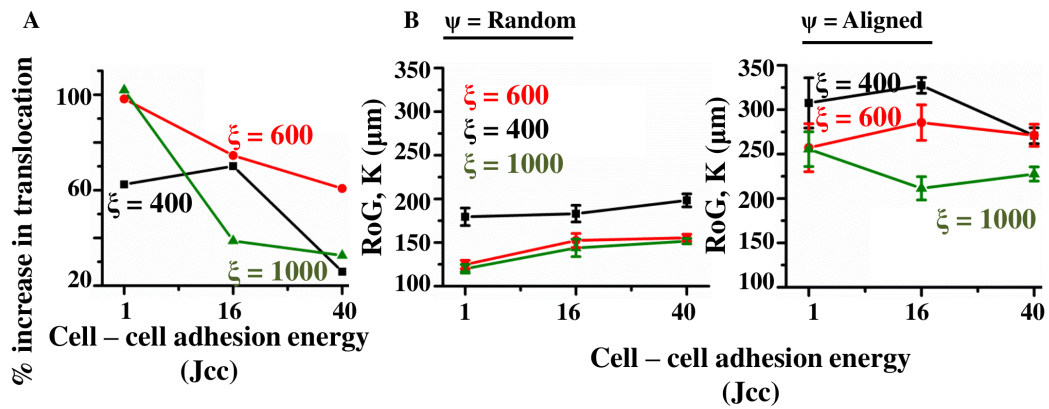 A
% increase in translocation
100
60
20
ξ = 600
ξ = 400
ξ = 1000
1 16 40
Cell – cell adhesion energy
(Jcc)
B
ψ = Random
RoG, K (μm)
350
300
250
200
150
100
ξ = 600
ξ = 400
ξ = 1000
1 16 40
ψ = Aligned
RoG, K (μm)
350
300
250
200
150
100
ξ = 400
ξ = 600
ξ = 1000
1 16 40
Cell – cell adhesion energy
(Jcc)